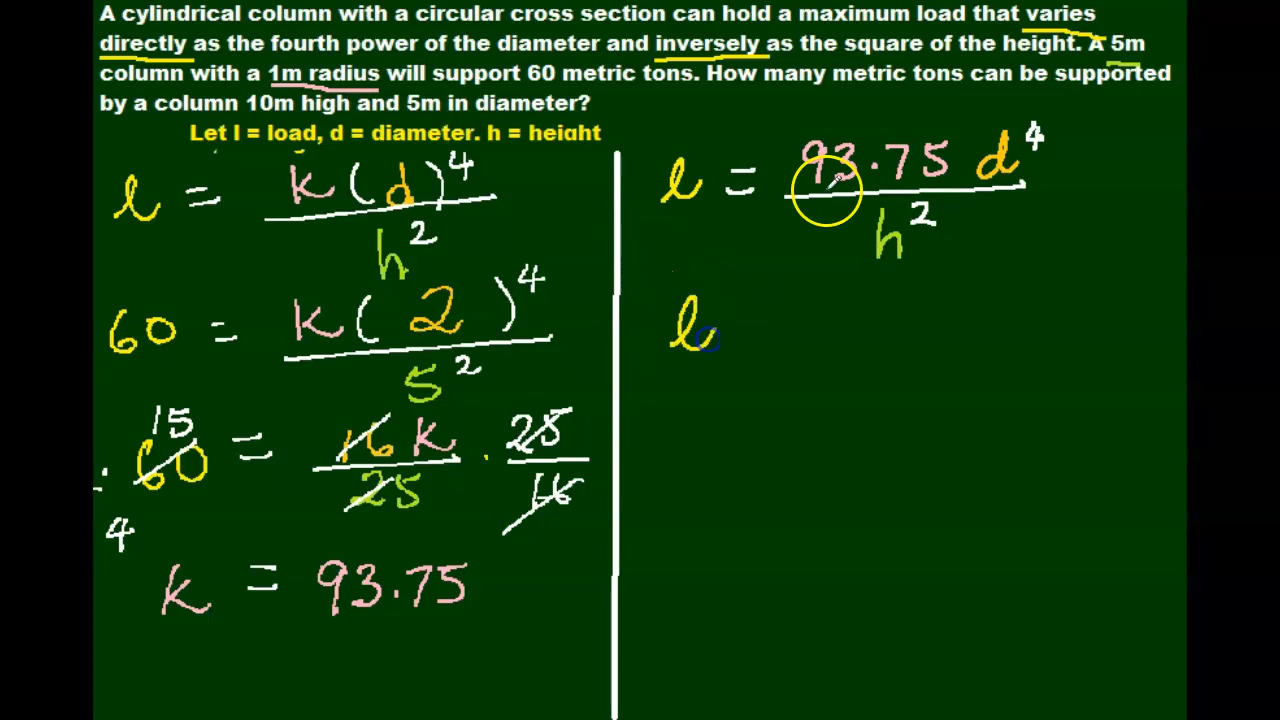 A cylindrical column with a circular cross section can hold a maximum load that varies
directly as the fourth power of the diameter and inversely as the square of the height. A 5m
column with a 1m radius will support 60 metric tons. How many metric tons can be supported
by a column 10m high and 5m in diameter?
Let l = load, d = diameter. h = height
l = k(d)^4 / h^2
60 = k(2)^4 / 5^2
15
60 = 16k / 25 · 25 / 16
4
k = 93.75
l = 93.75 d^4 / h^2
l